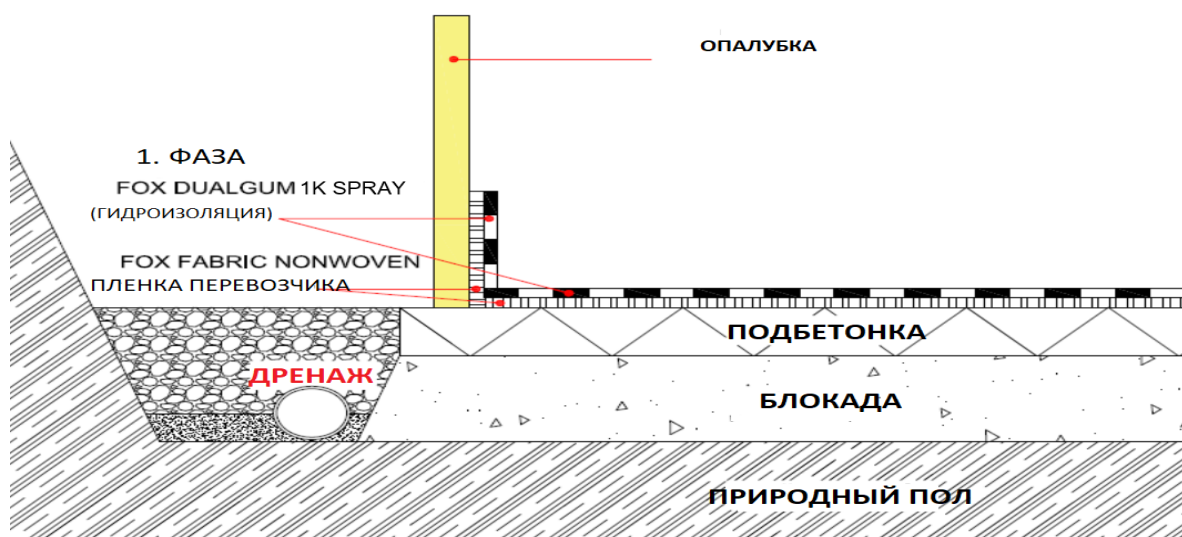 ОПАЛУБКА
1. ФАЗА
FOX DUALGUM 1K SPRAY
(ГИДРОИЗОЛЯЦИЯ)
FOX FABRIC NONWOVEN
ПЛЕНКА ПЕРЕВОЗЧИКА
ПОДБЕТОНКА
ДРЕНАЖ
БЛОКАДА
ПРИРОДНЫЙ ПОЛ